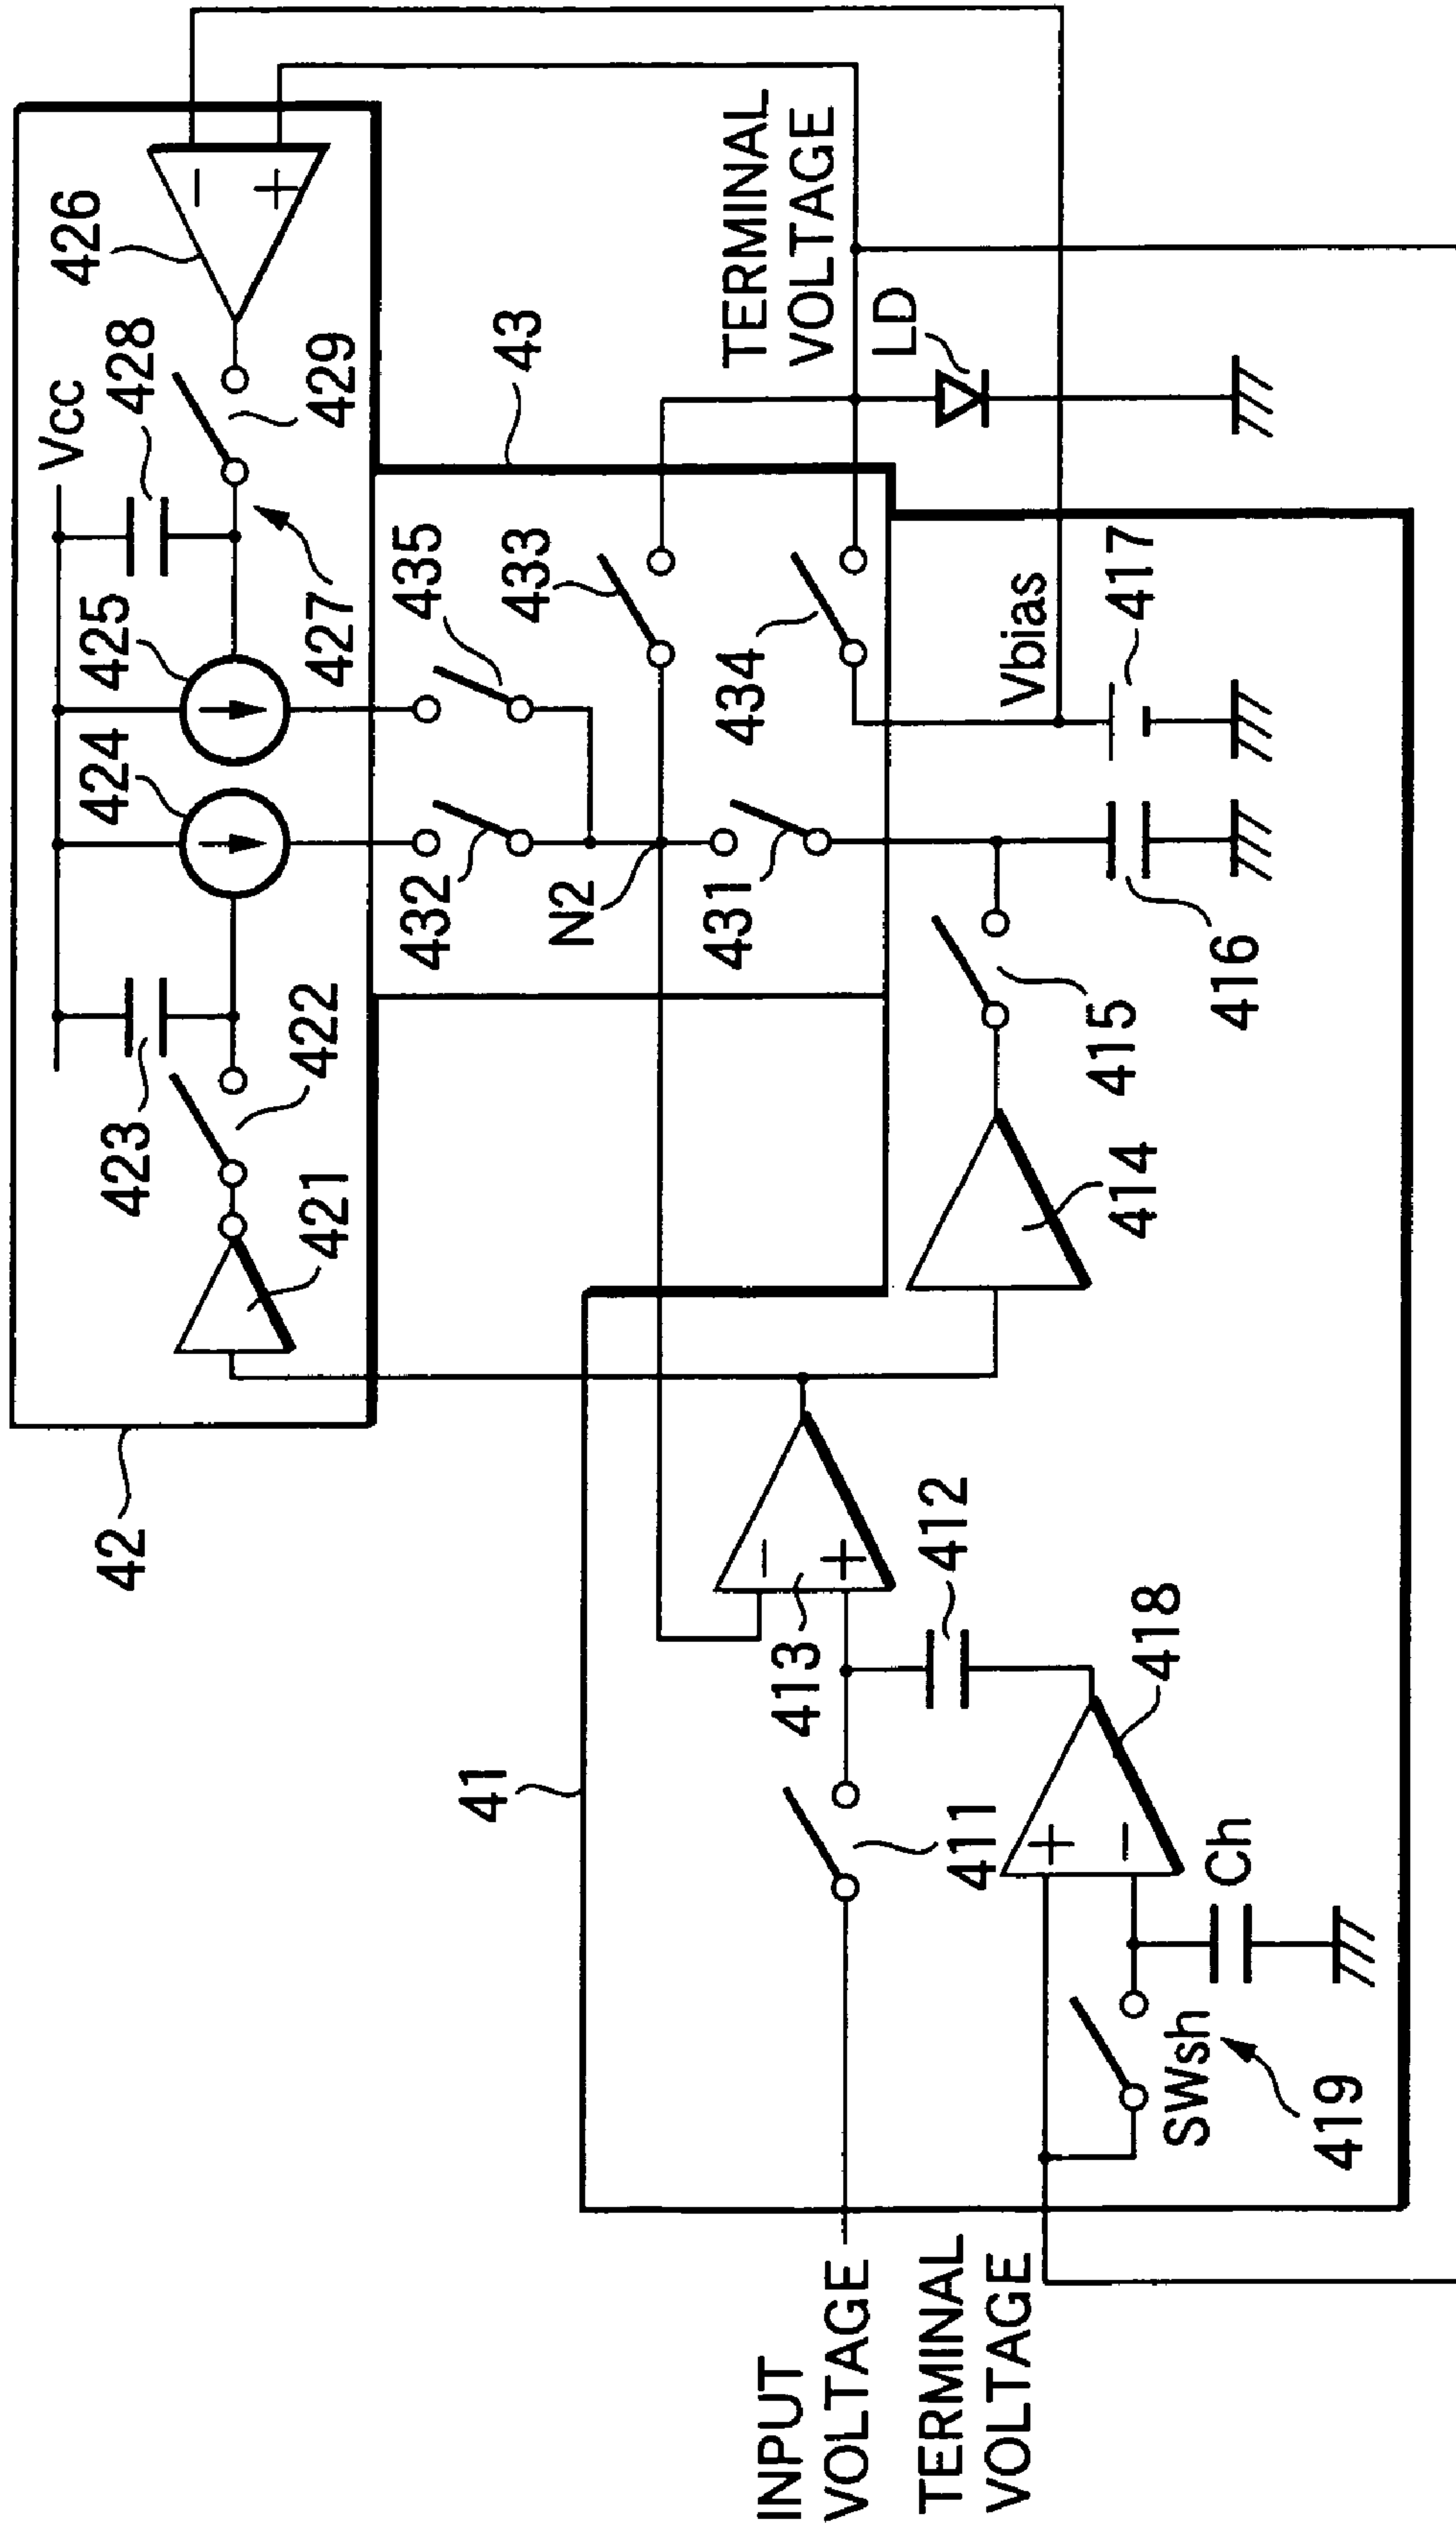 42
421
422
423
424
425
Vcc
428
427
429
426
−
+
43
432
435
N2
433
431
434
TERMINAL
VOLTAGE
LD
41
413
−
+
412
414
415
416
Vbias
417
INPUT
VOLTAGE
411
418
+
−
TERMINAL
VOLTAGE
SWsh
419
Ch